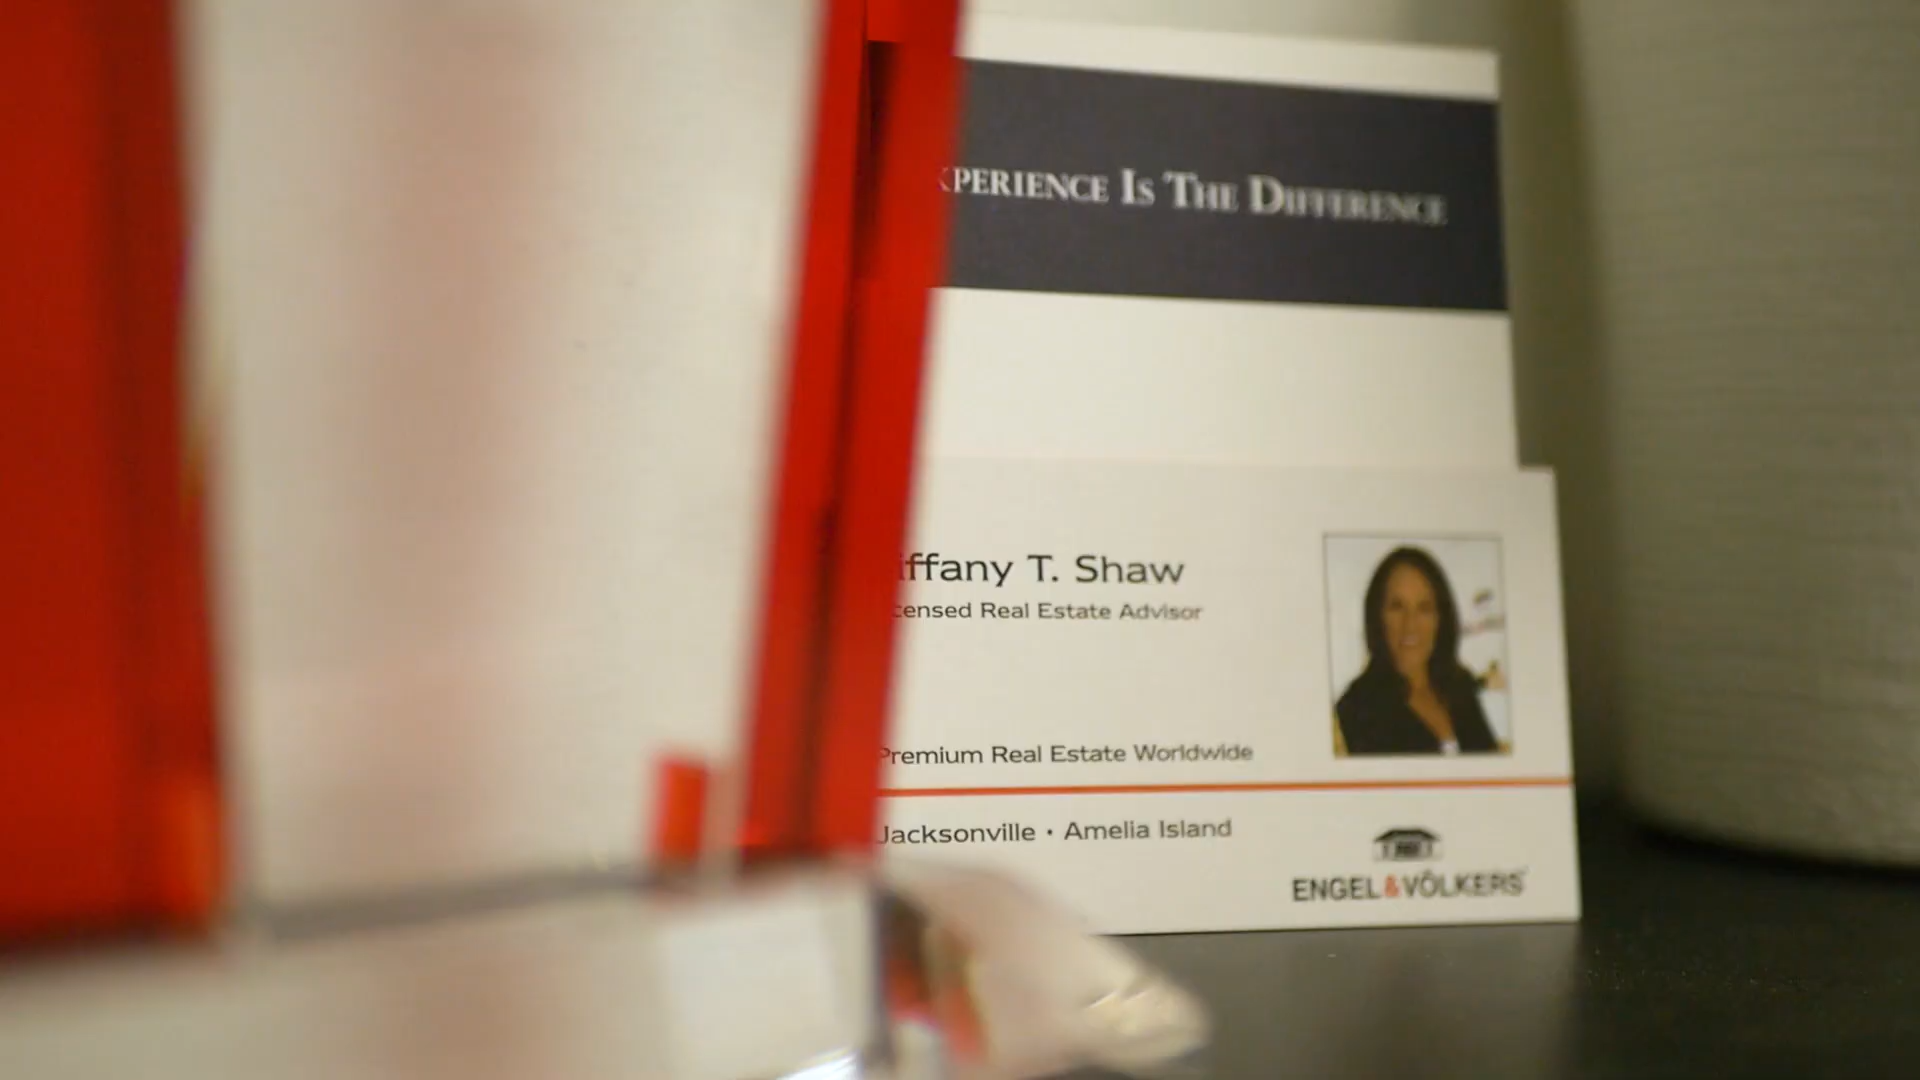 XPERIENCE IS THE DIFFERENCE
iffany T. Shaw
censed Real Estate Advisor
Premium Real Estate Worldwide
Jacksonville • Amelia Island
ENGEL&VÖLKERS